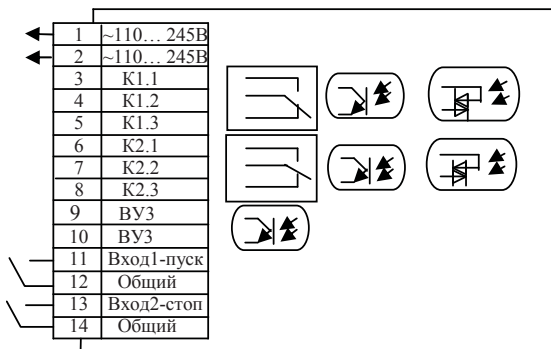 1 ~110… 245В
2 ~110… 245В
3 К1.1
4 К1.2
5 К1.3
6 К2.1
7 К2.2
8 К2.3
9 ВУ3
10 ВУ3
11 Вход1-пуск
12 Общий
13 Вход2-стоп
14 Общий